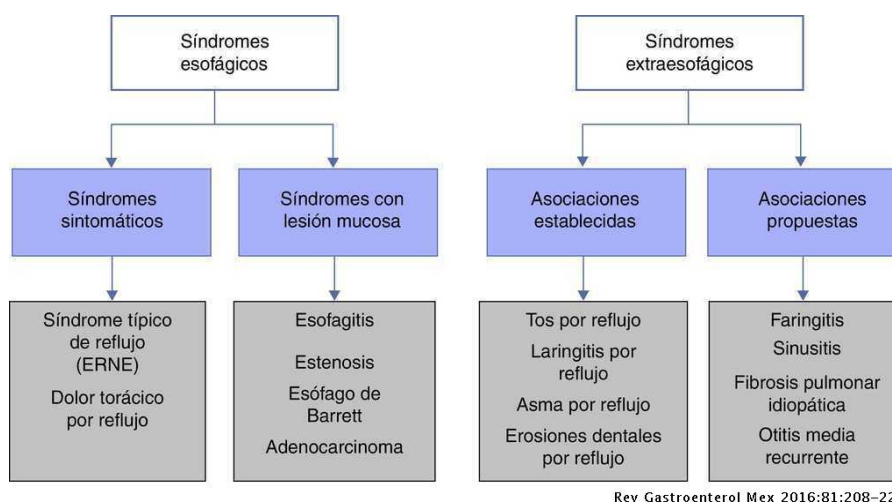 Síndromes
esofágicos
Síndromes
extraesofágicos
Síndromes
sintomáticos
Síndromes con
lesión mucosa
Asociaciones
establecidas
Asociaciones
propuestas
Síndrome típico
de reflujo
(ERNE)
Dolor torácico
por reflujo
Esofagitis
Estenosis
Esófago de
Barrett
Adenocarcinoma
Tos por reflujo
Laringitis por
reflujo
Asma por reflujo
Erosiones dentales
por reflujo
Faringitis
Sinusitis
Fibrosis pulmonar
idiopática
Otitis media
recurrente
Rev Gastroenterol Mex 2016:81:208–22